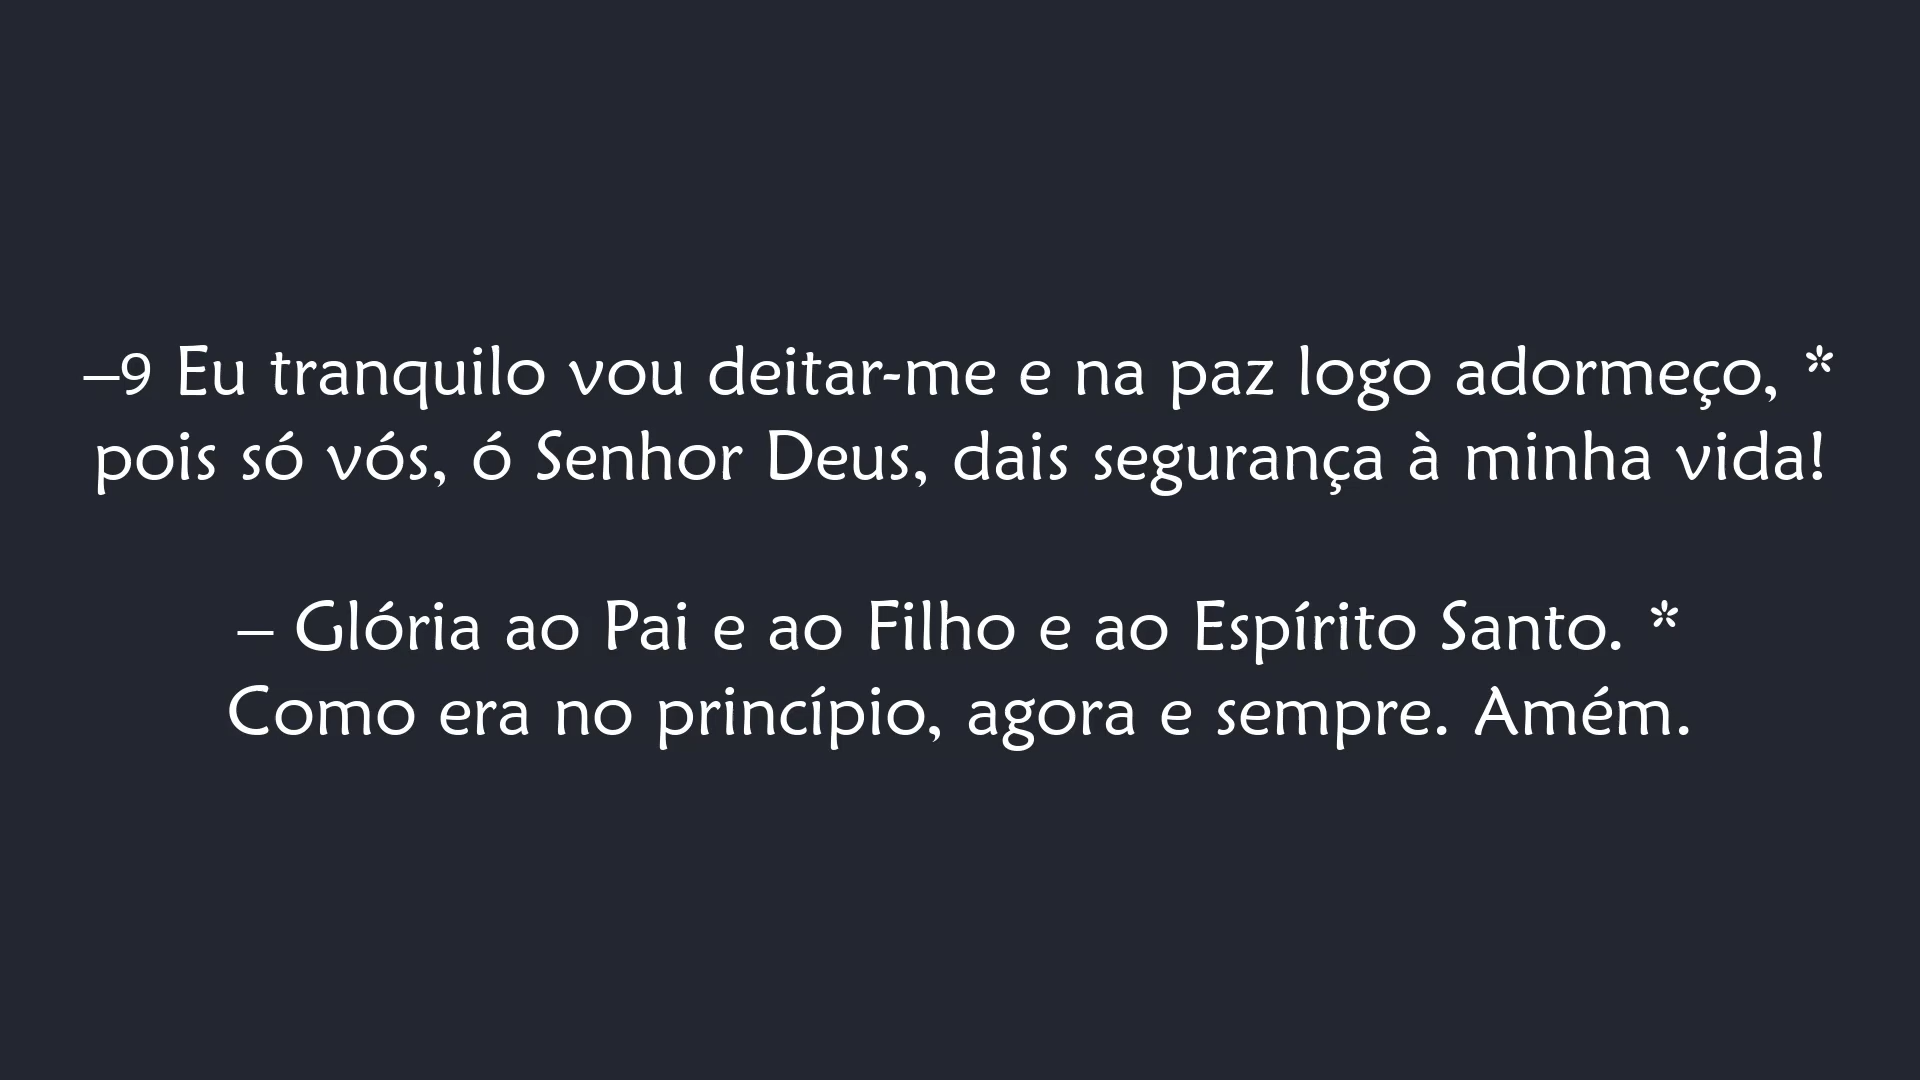 –9 Eu tranquilo vou deitar-me e na paz logo adormeço, *
pois só vós, ó Senhor Deus, dais segurança à minha vida!
– Glória ao Pai e ao Filho e ao Espírito Santo. *
Como era no princípio, agora e sempre. Amém.